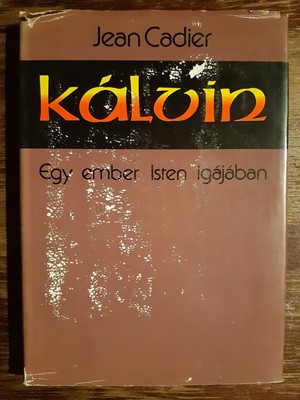 Jean Cadier
kálvin
Egy ember Isten igájában